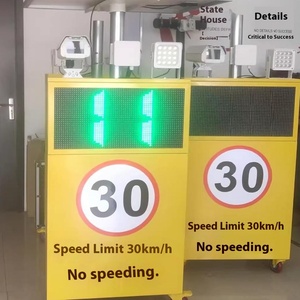 State
House
Details
Critical to Success
Decision]
11
30
Speed Limit 30km/h
No speeding.
30
Speed Limit 30km/h
No speeding.